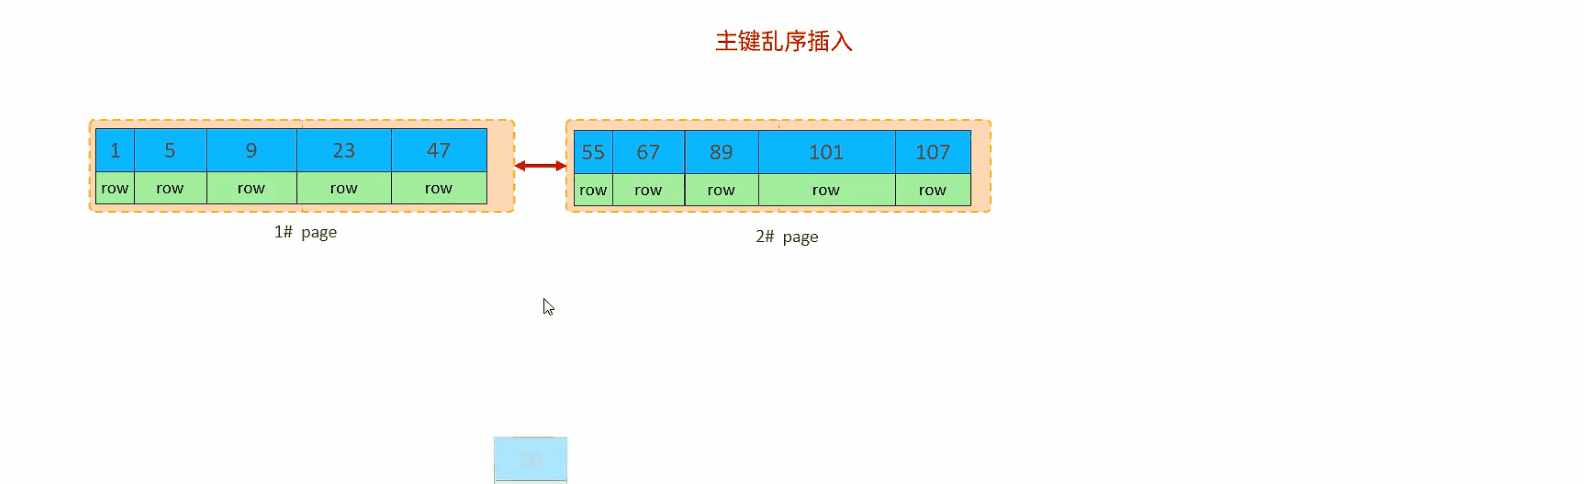 主键乱序插入
1 5 9 23 47
row row row row row
1# page
55 67 89 101 107
row row row row row
2# page
50